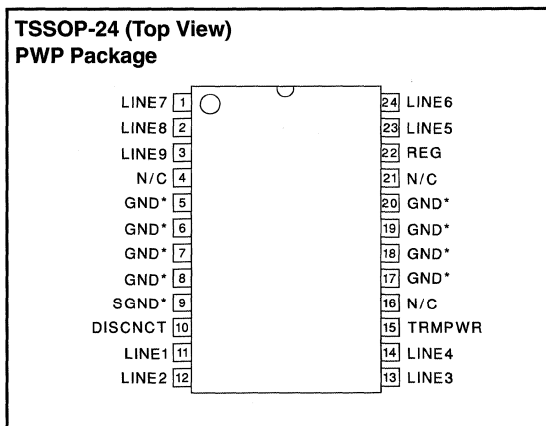 TSSOP-24 (Top View)
PWP Package
LINE7 1 24 LINE6
LINE8 2 23 LINE5
LINE9 3 22 REG
N/C 4 21 N/C
GND* 5 20 GND*
GND* 6 19 GND*
GND* 7 18 GND*
GND* 8 17 GND*
SGND* 9 16 N/C
DISCNCT 10 15 TRMPWR
LINE1 11 14 LINE4
LINE2 12 13 LINE3